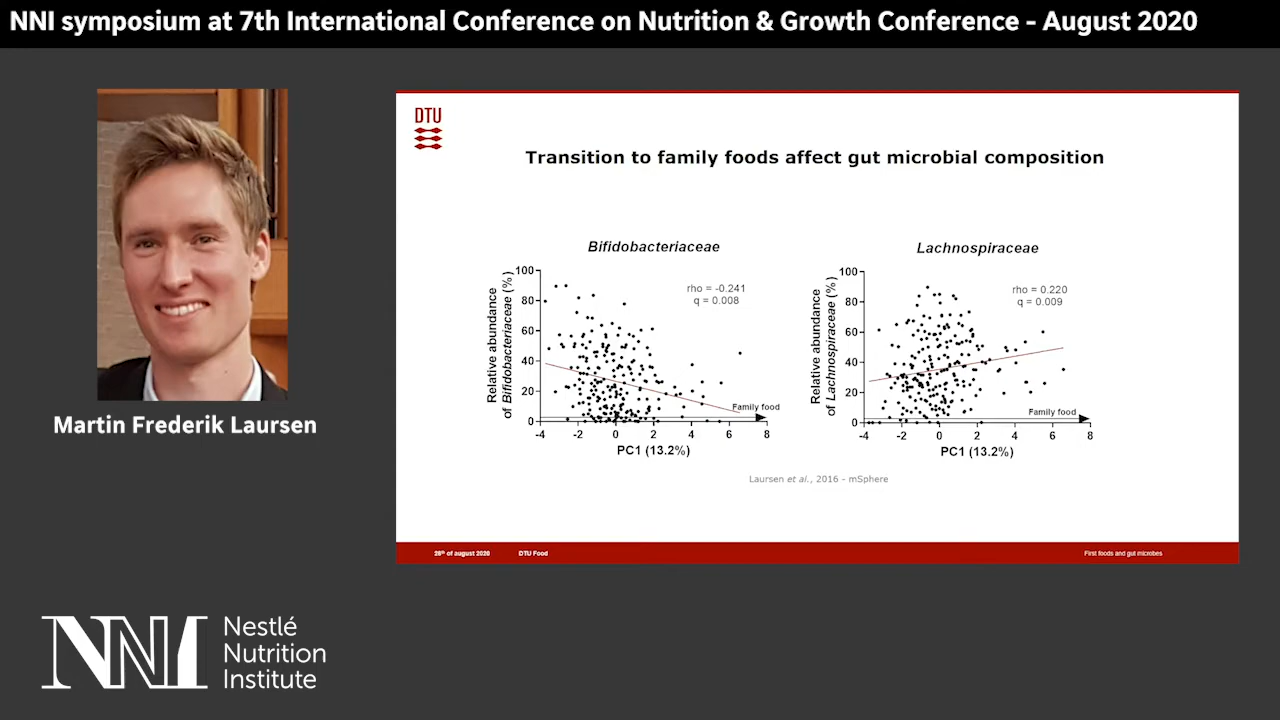 NNI symposium at 7th International Conference on Nutrition & Growth Conference - August 2020
DTU
Transition to family foods affect gut microbial composition
Bifidobacteriaceae
Relative abundance
of Bifidobacteriaceae (%)
100
80
60
40
20
0
rho = -0.241
q = 0.008
Family food
-4 -2 0 2 4 6 8
PC1 (13.2%)
Lachnospiraceae
Relative abundance
of Lachnospiraceae (%)
100
80
60
40
20
0
rho = 0.220
q = 0.009
Family food
-4 -2 0 2 4 6 8
PC1 (13.2%)
Laursen et al., 2016 - mSphere
26th of august 2020 DTU Food First foods and gut microbes
Martin Frederik Laursen
NNI
Nestlé
Nutrition
Institute